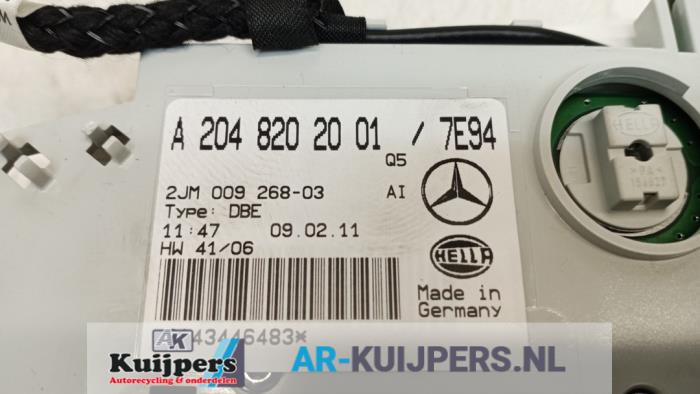 A 204 820 20 01 / 7E94
Q5
2JM 009 268-03 AI
Type: DBE
11:47 09.02.11
HW 41/06
HELLA
Made in
Germany
43446483*
HELLA
AK
Kuijpers
Autorecycling & onderdelen
AR-KUIJPERS.NL